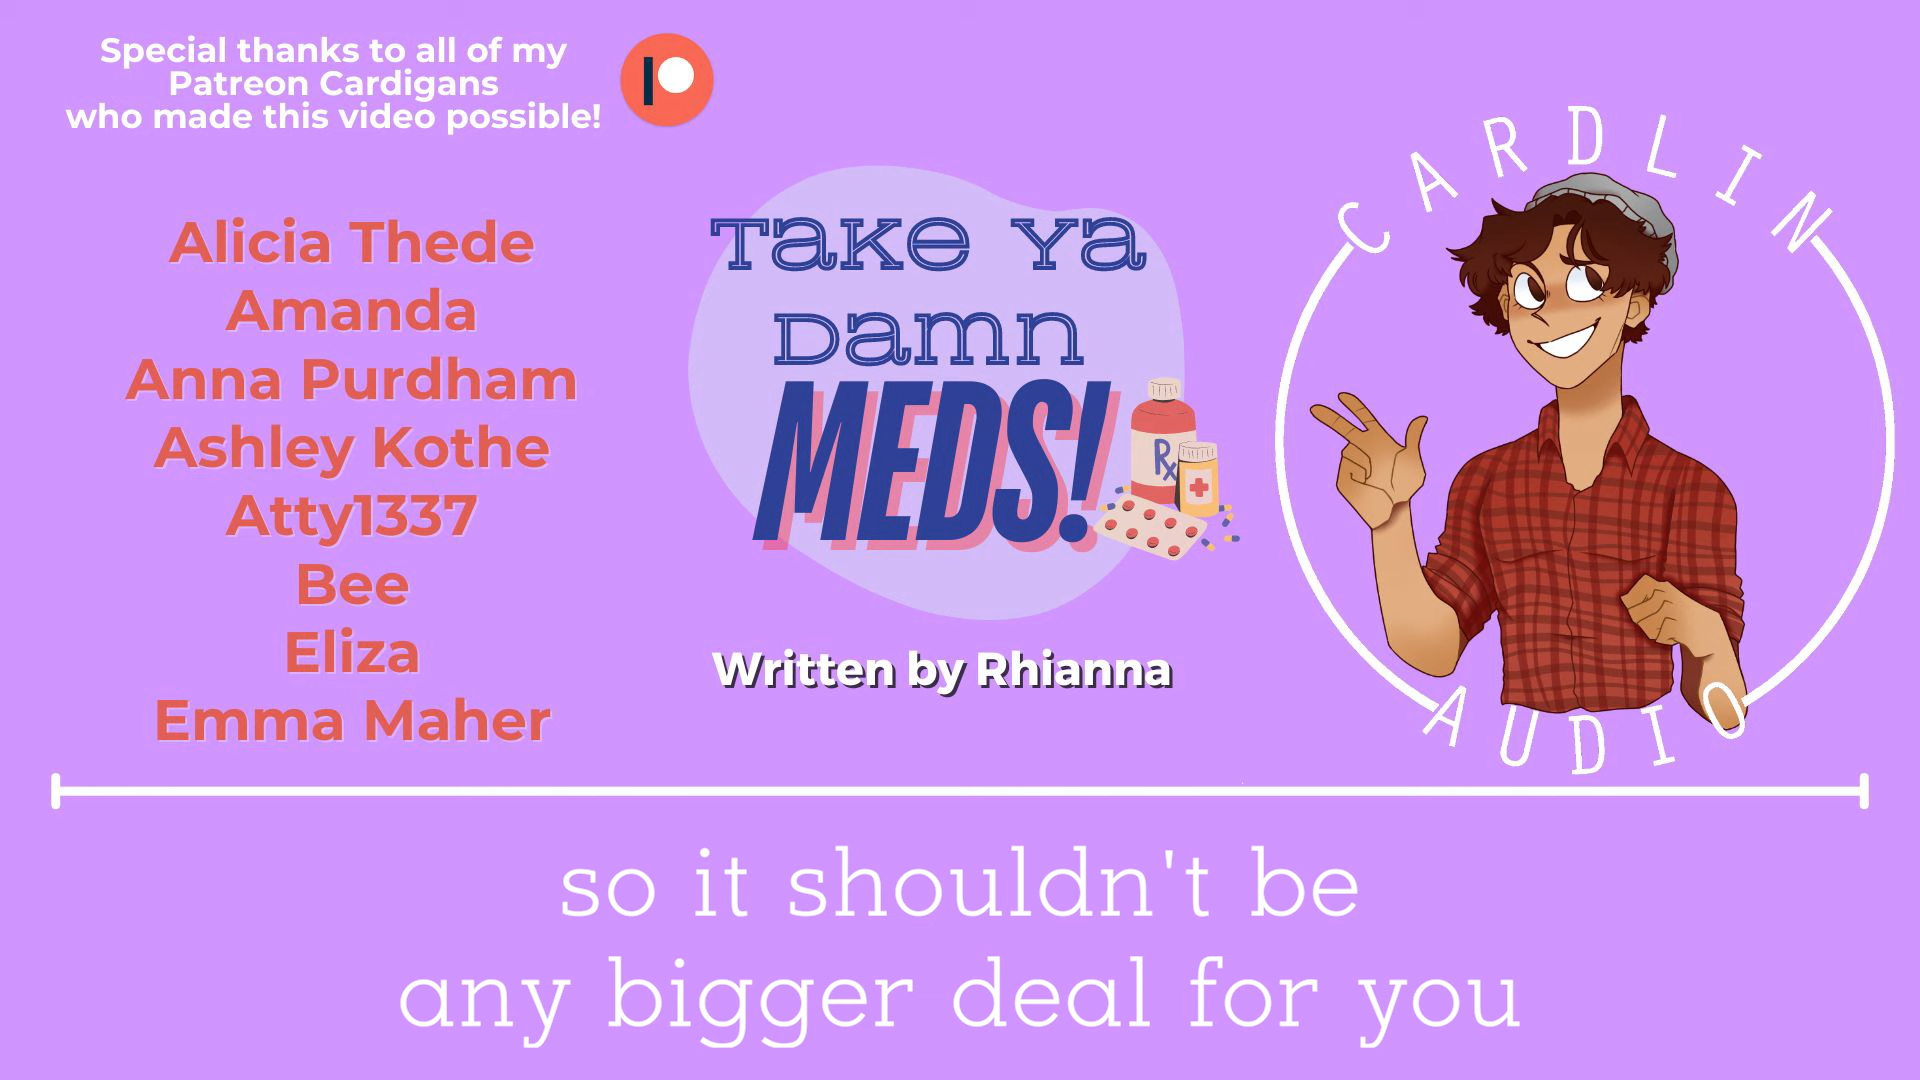 Special thanks to all of my
Patreon Cardigans
who made this video possible!
Alicia Thede
Amanda
Anna Purdham
Ashley Kothe
Atty1337
Bee
Eliza
Emma Maher
Take Ya
Damn
MEDS!
Rx
Written by Rhianna
CARDLIN
AUDIO
so it shouldn't be
any bigger deal for you